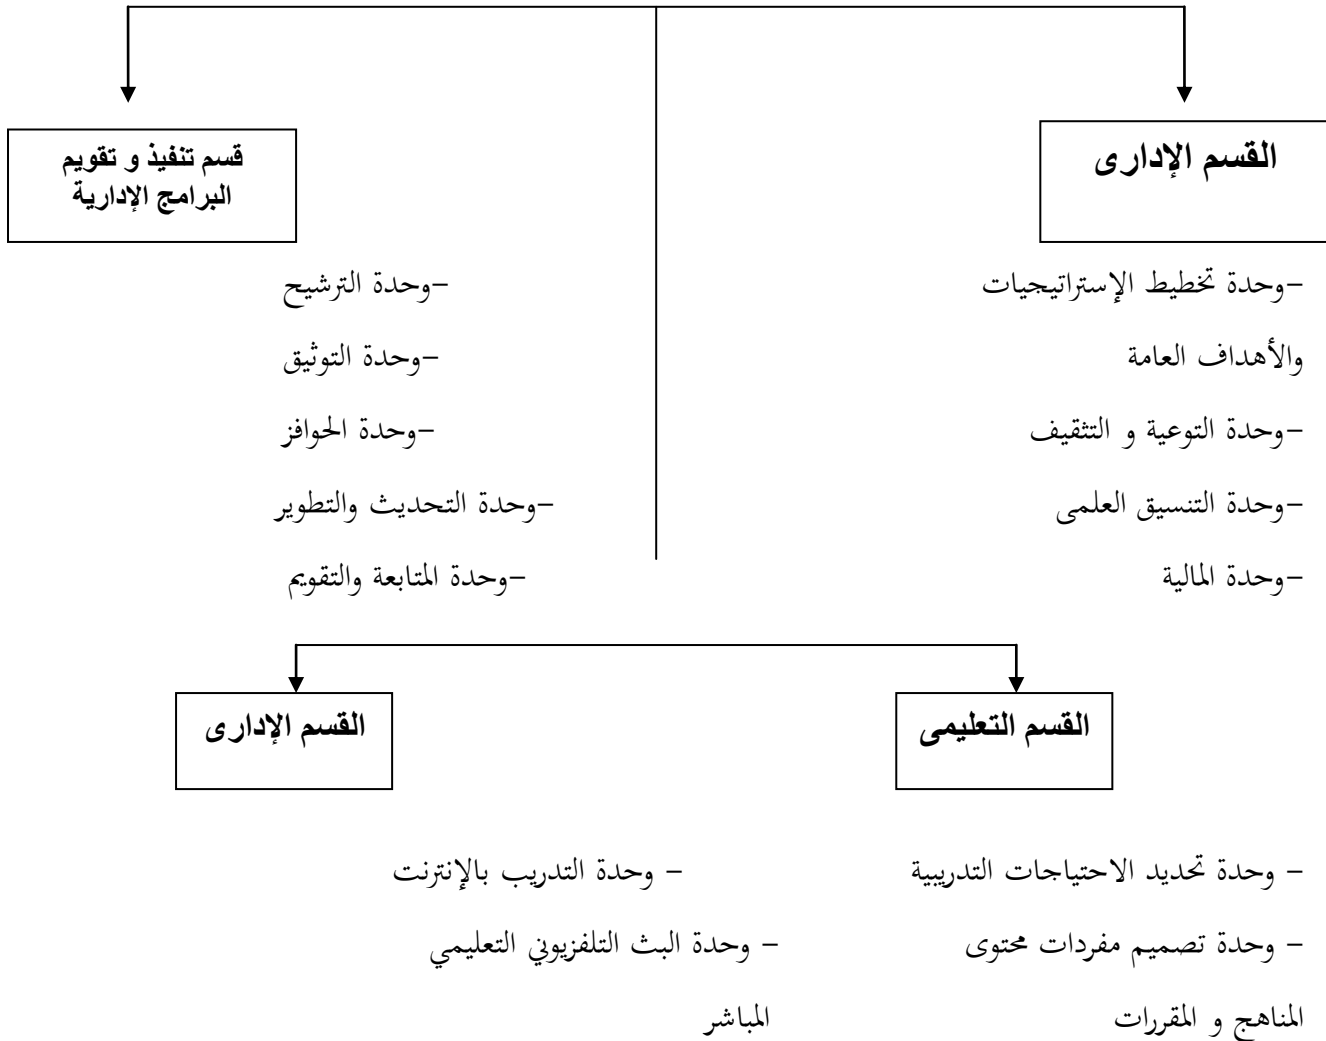 القسم الإدارى
قسم تنفيذ و تقويم
البرامج الإدارية
-وحدة تخطيط الإستراتيجيات
والأهداف العامة
-وحدة التوعية و التثقيف
-وحدة التنسيق العلمى
-وحدة المالية
-وحدة الترشيح
-وحدة التوثيق
-وحدة الحوافز
-وحدة التحديث والتطوير
-وحدة المتابعة والتقويم
القسم التعليمى
القسم الإدارى
- وحدة تحديد الاحتياجات التدريبية
- وحدة تصميم مفردات محتوى
المناهج و المقررات
- وحدة التدريب بالإنترنت
- وحدة البث التلفزيوني التعليمي
المباشر